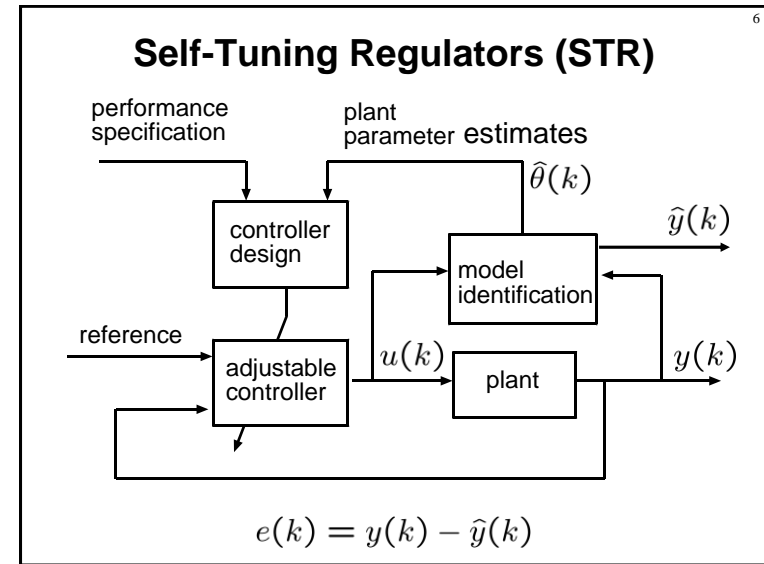 6
Self-Tuning Regulators (STR)
performance
specification
plant
parameter estimates
θ̂(k)
ŷ(k)
controller
design
model
identification
reference
adjustable
controller
u(k)
plant
y(k)
e(k) = y(k) − ŷ(k)